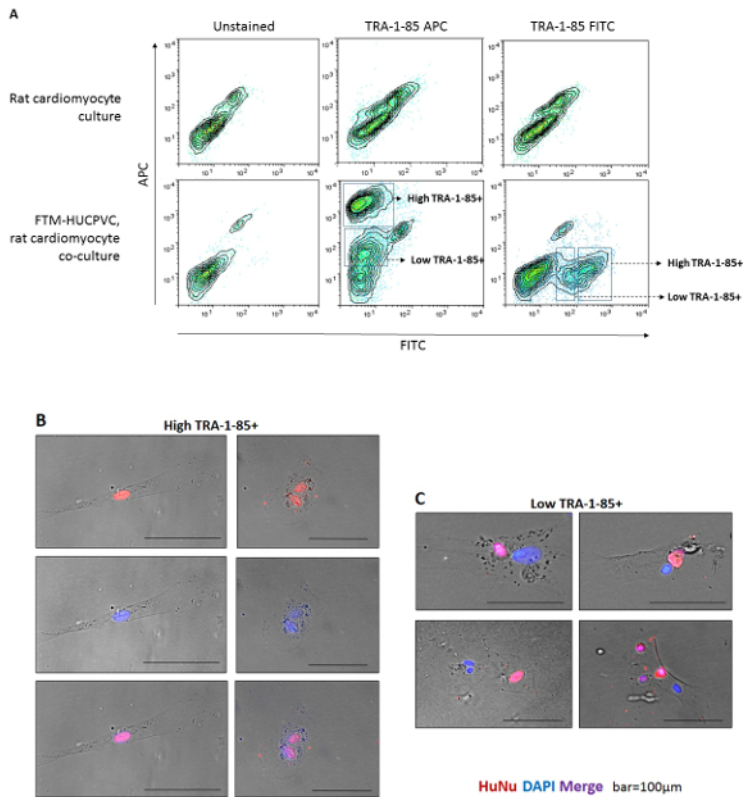 A
Unstained
TRA-1-85 APC
TRA-1-85 FITC
Rat cardiomyocyte
culture
FTM-HUCPVC,
rat cardiomyocyte
co-culture
APC
High TRA-1-85+
Low TRA-1-85+
High TRA-1-85+
Low TRA-1-85+
FITC
B
High TRA-1-85+
C
Low TRA-1-85+
HuNu DAPI Merge bar=100μm